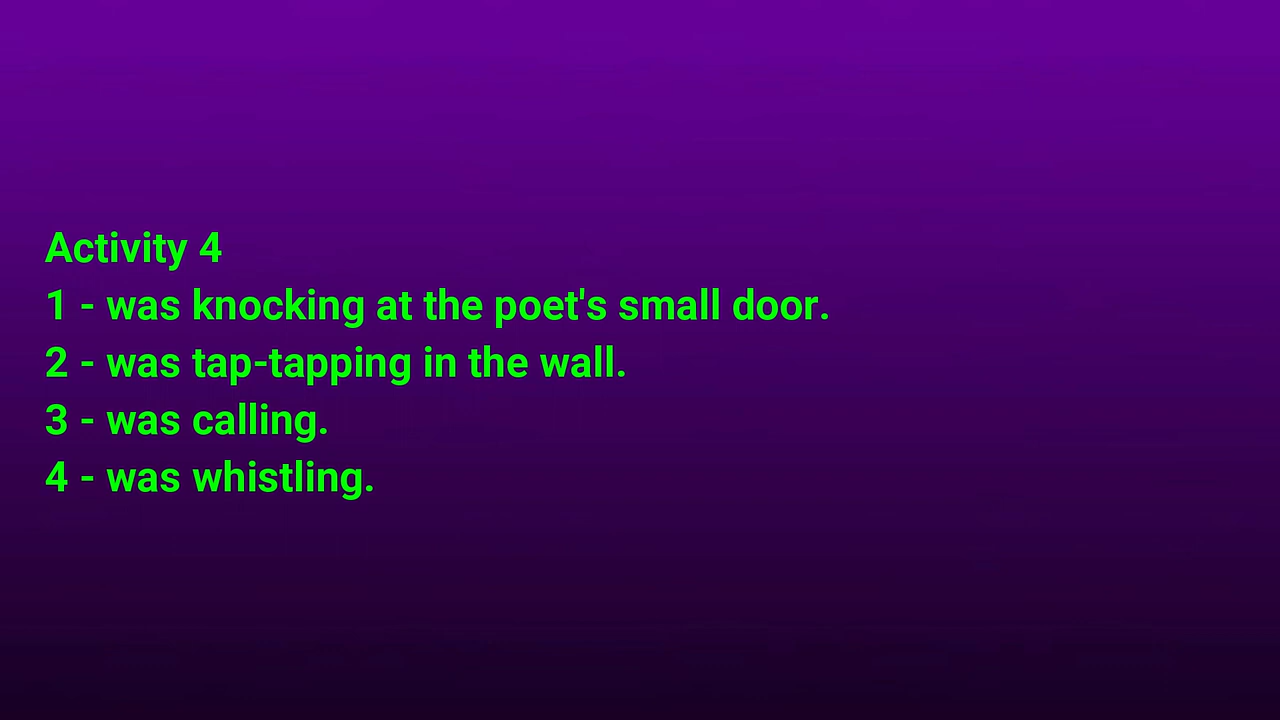 Activity 4
1 - was knocking at the poet's small door.
2 - was tap-tapping in the wall.
3 - was calling.
4 - was whistling.